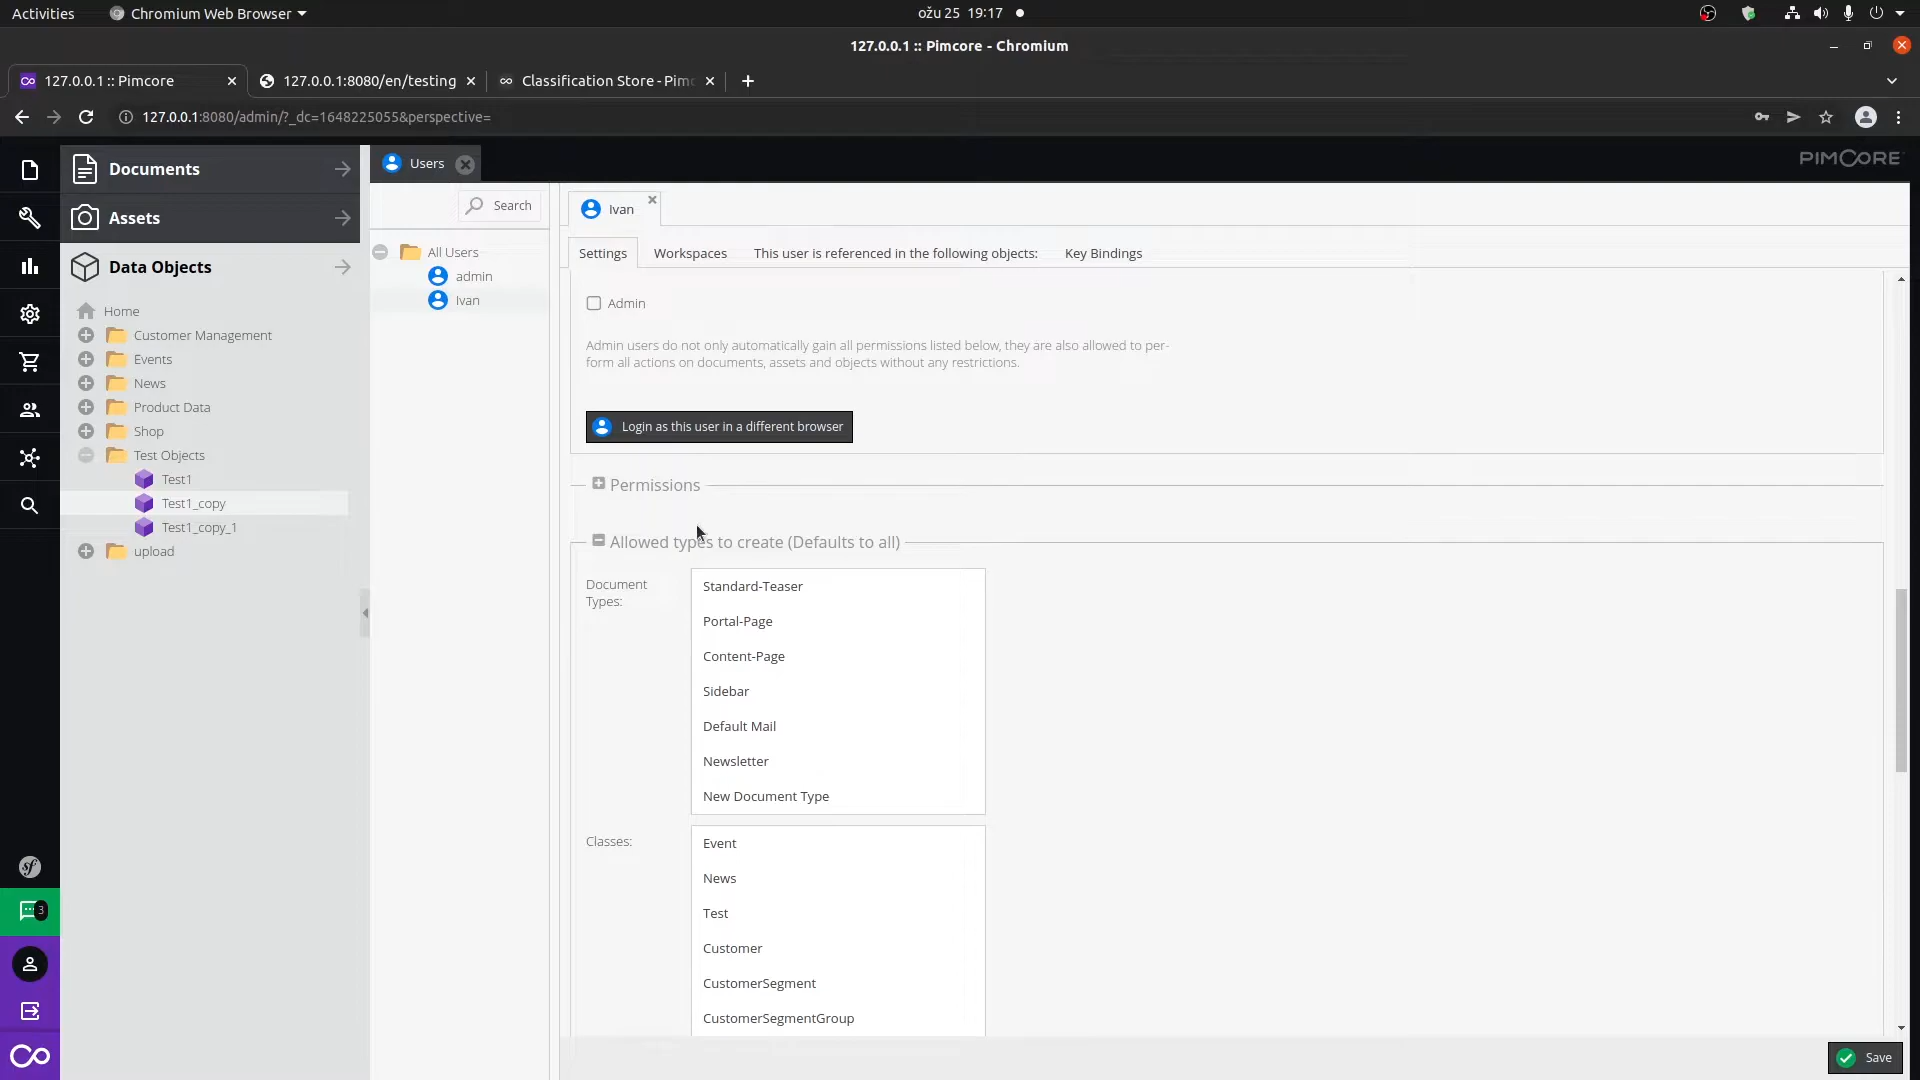 Activities
Chromium Web Browser
ožu 25 19:17
127.0.0.1 :: Pimcore - Chromium
127.0.0.1 :: Pimcore
127.0.0.1:8080/en/testing
Classification Store - Pimc
127.0.0.1:8080/admin/?_dc=1648225055&perspective=
Documents
Assets
Data Objects
Home
Customer Management
Events
News
Product Data
Shop
Test Objects
Test1
Test1_copy
Test1_copy_1
upload
3
Users
PIMCORE
Search
All Users
admin
Ivan
Ivan
Settings
Workspaces
This user is referenced in the following objects:
Key Bindings
Admin
Admin users do not only automatically gain all permissions listed below, they are also allowed to per-
form all actions on documents, assets and objects without any restrictions.
Login as this user in a different browser
Permissions
Allowed types to create (Defaults to all)
Document
Types:
Standard-Teaser
Portal-Page
Content-Page
Sidebar
Default Mail
Newsletter
New Document Type
Classes:
Event
News
Test
Customer
CustomerSegment
CustomerSegmentGroup
Save